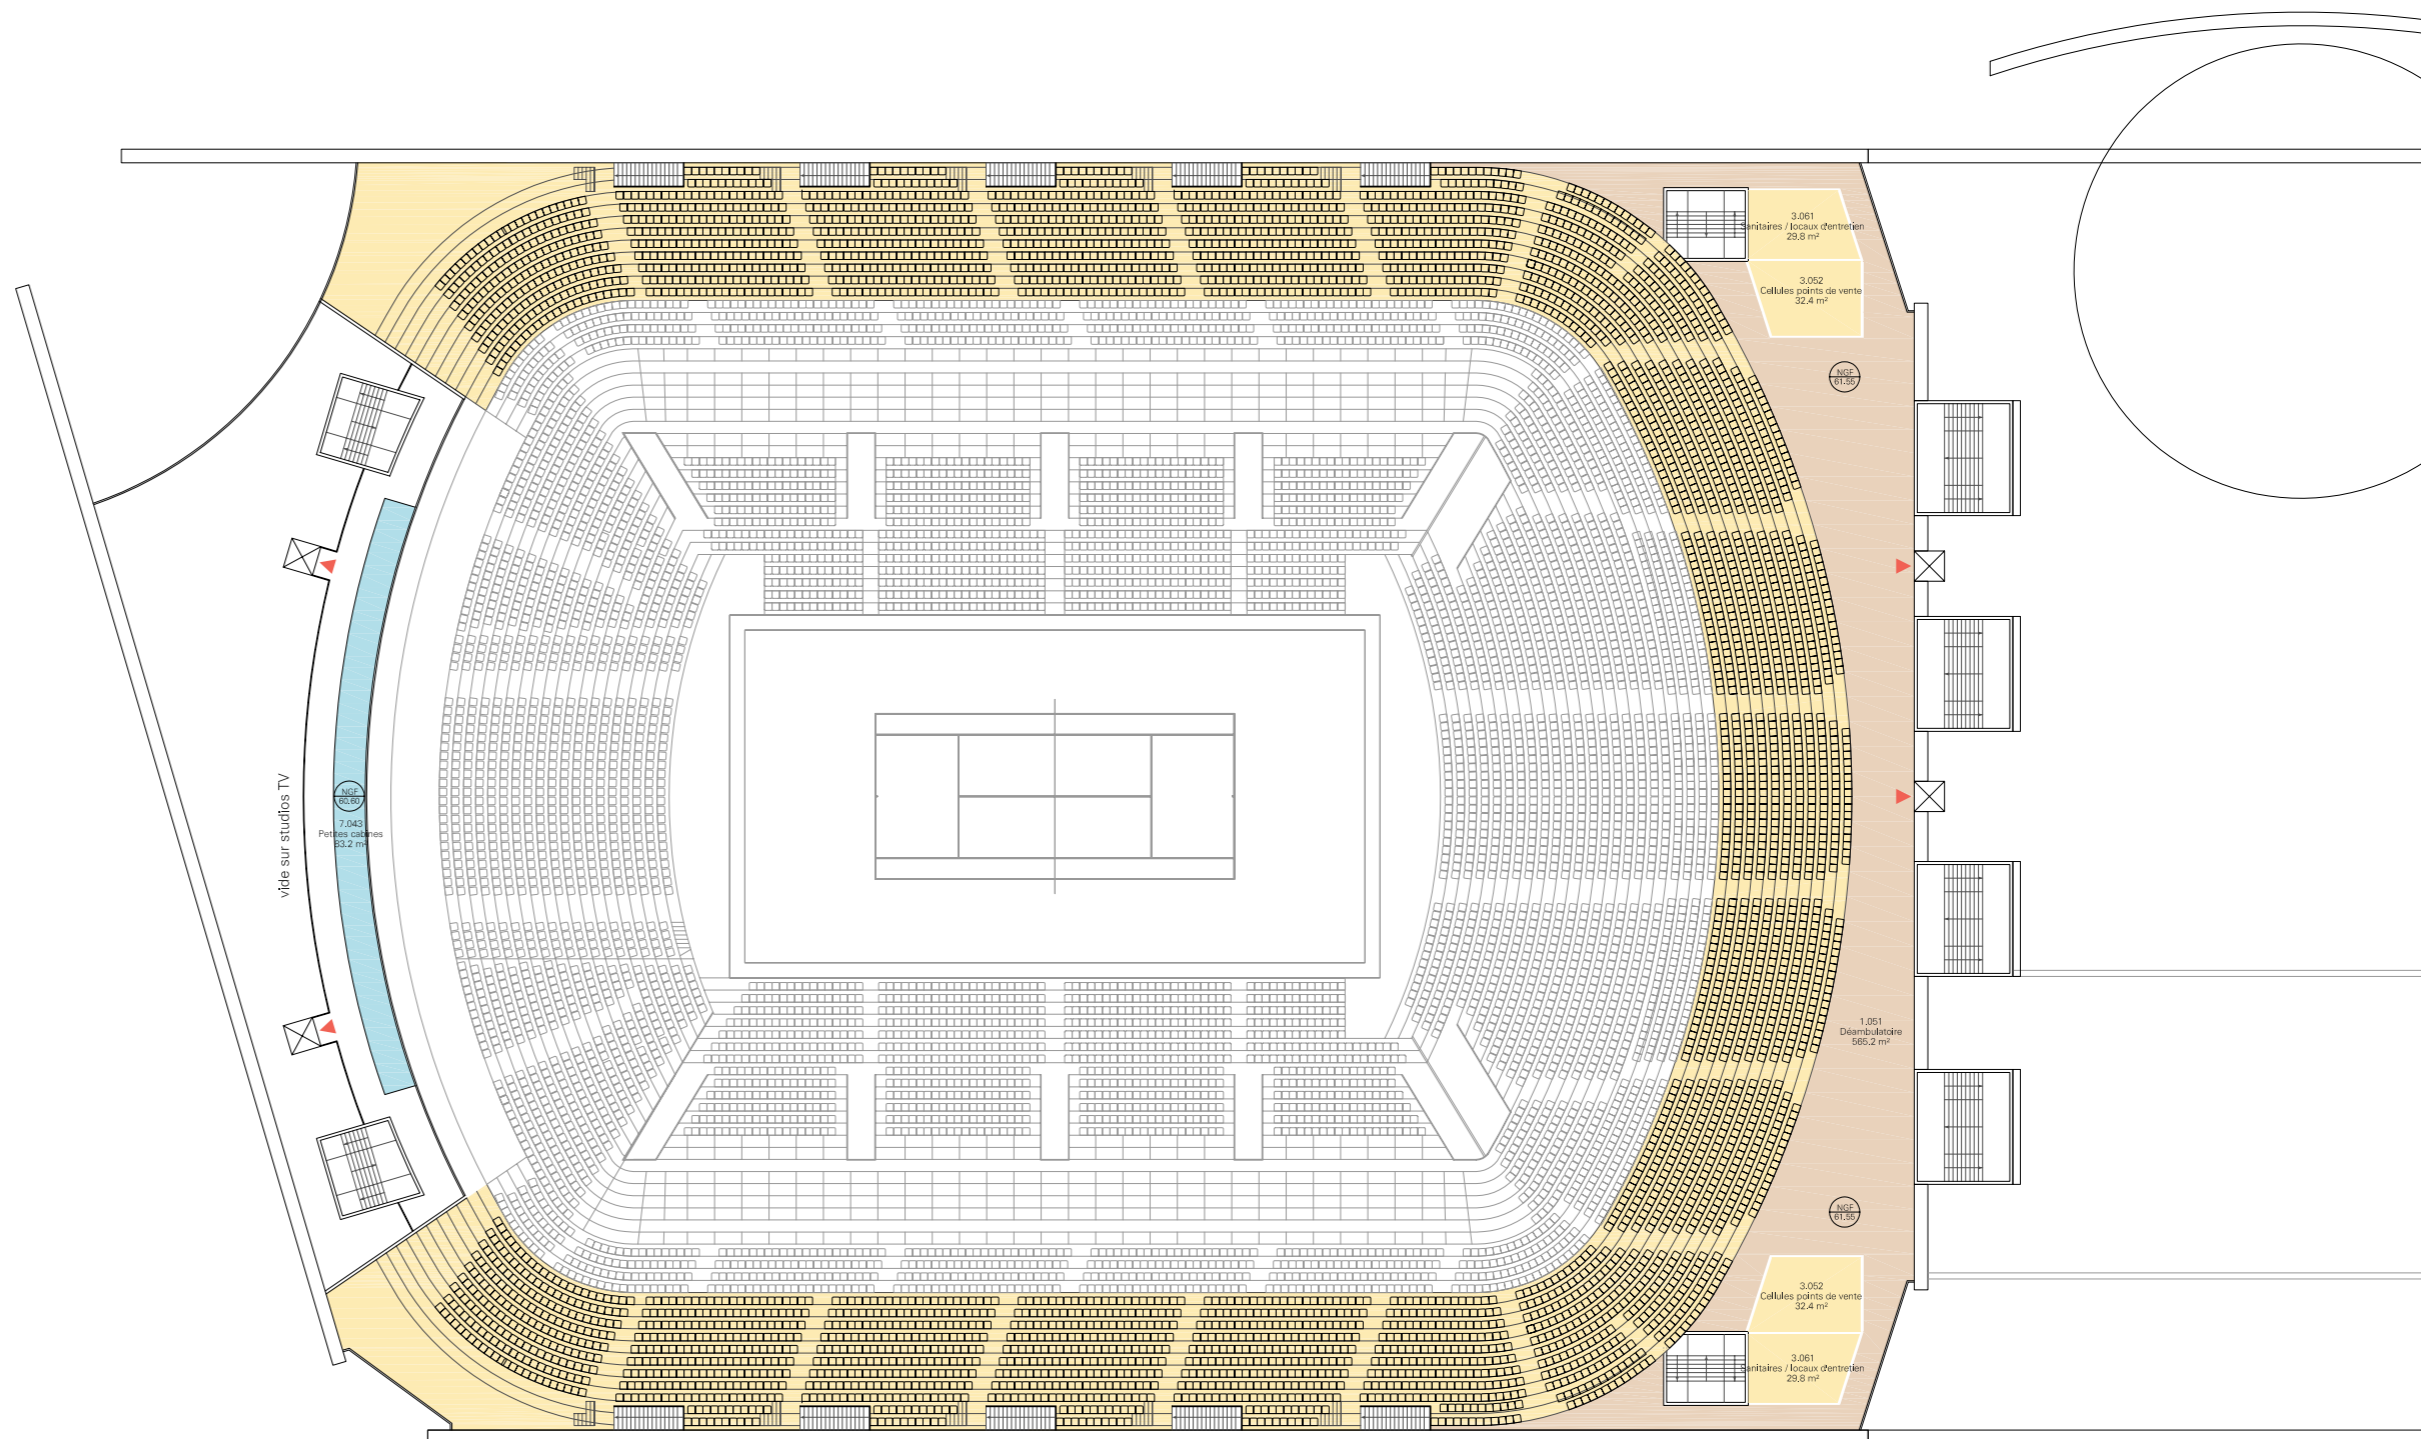 3.061
Sanitaires / locaux d'entretien
29.8 m²
3.052
Cellules points de vente
32.4 m²
NGF
61.55
vide sur studios TV
NGF
60.60
7.043
Petites cabines
83.2 m²
1.051
Déambulatoire
565.2 m²
NGF
61.55
3.052
Cellules points de vente
32.4 m²
3.061
Sanitaires / locaux d'entretien
29.8 m²